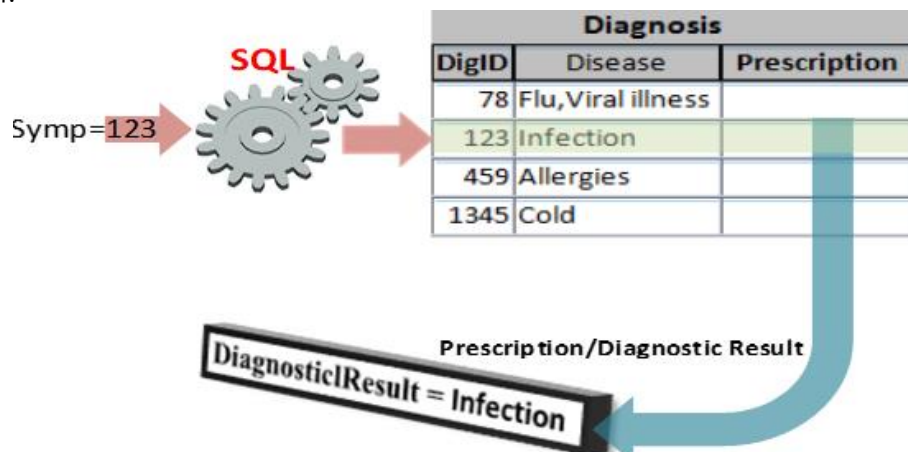 Diagnosis
SQL
DigID Disease Prescription
78 Flu,Viral illness
Symp=123
123 Infection
459 Allergies
1345 Cold
Prescription/Diagnostic Result
DiagnosticlResult = Infection